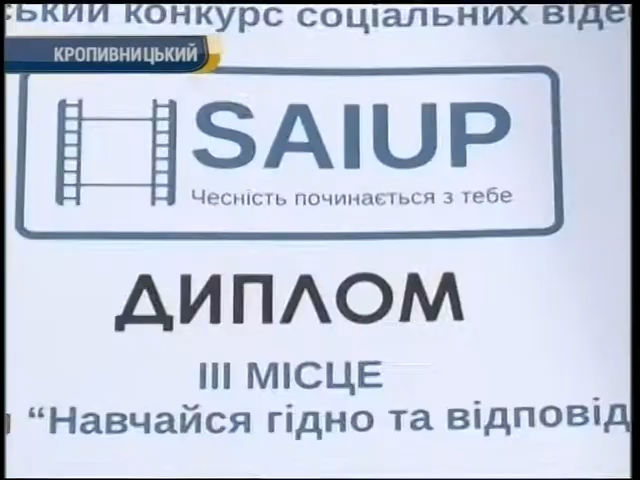 конкурс соціальних
КРОПИВНИЦЬКИЙ
SAIUP
Чесність починається з тебе
ДИПЛОМ
III МІСЦЕ
“Навчайся гідно та